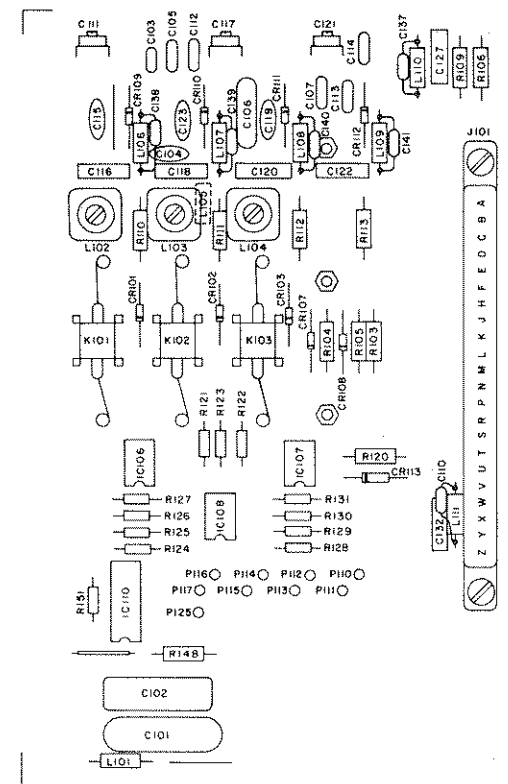 C111
C103
C105
C112
C117
C121
C114
C137
L110
C127
R109
R106
C115
CR109
C138
C123
CR110
C139
C106
C119
CR111
C107
C113
C140
CR112
L106
C104
L107
L108
L109
C141
J101
C116
C118
C120
C122
L105
L102
R110
L103
R111
L104
R112
R113
A
B
C
D
E
F
H
J
K
L
M
N
P
R
S
T
U
V
W
X
Y
Z
CR101
CR102
CR103
CR107
K101
K102
K103
R104
R105
R103
CR108
R121
R123
R122
IC106
IC107
R120
CR113
C110
R127
IC108
R131
R126
R130
R125
R129
R124
R128
C132
L111
P116 P114 P112 P110
P117 P115 P113 P111
P125
R151
IC110
R148
C102
C101
L101